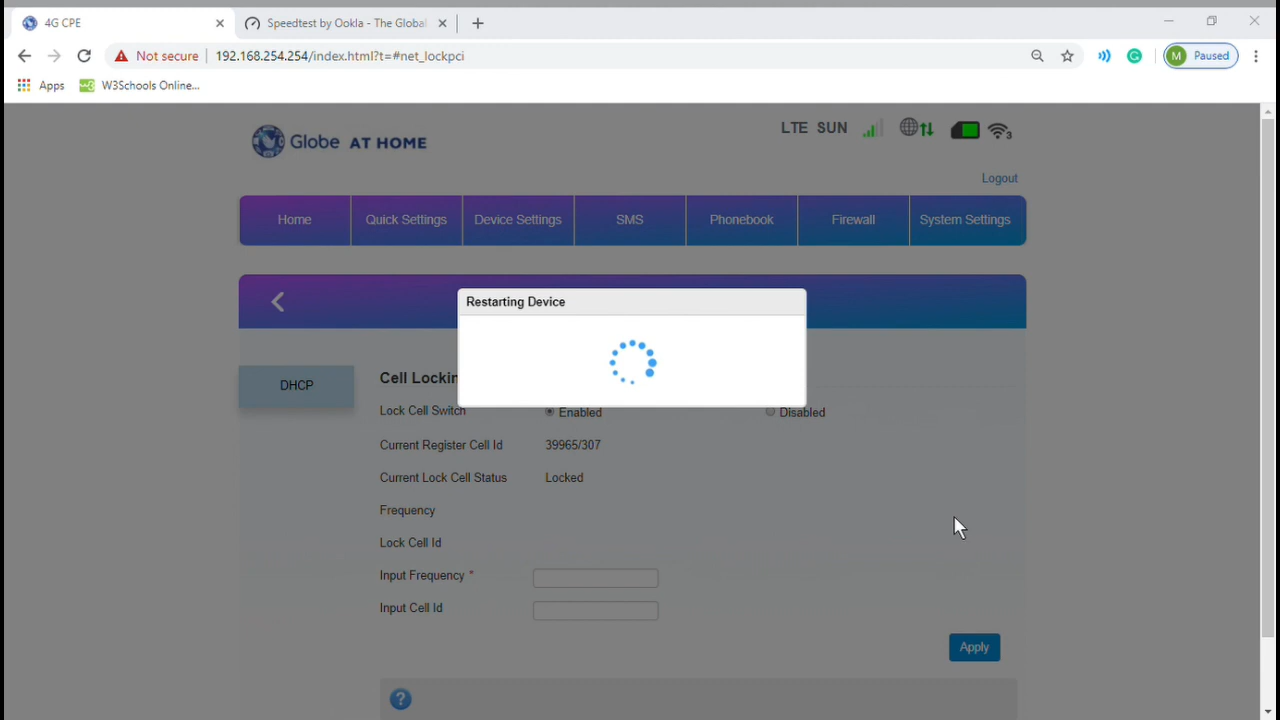 4G CPE
Speedtest by Ookla - The Global
Not secure
192.168.254.254/index.html?t=#net_lockpci
M
Paused
Apps
W3Schools Online...
Globe AT HOME
LTE SUN
3
Logout
Home
Quick Settings
Device Settings
SMS
Phonebook
Firewall
System Settings
Restarting Device
DHCP
Cell Lockin
Lock Cell Switch
Enabled
Disabled
Current Register Cell Id
39965/307
Current Lock Cell Status
Locked
Frequency
Lock Cell Id
Input Frequency *
Input Cell Id
Apply
?